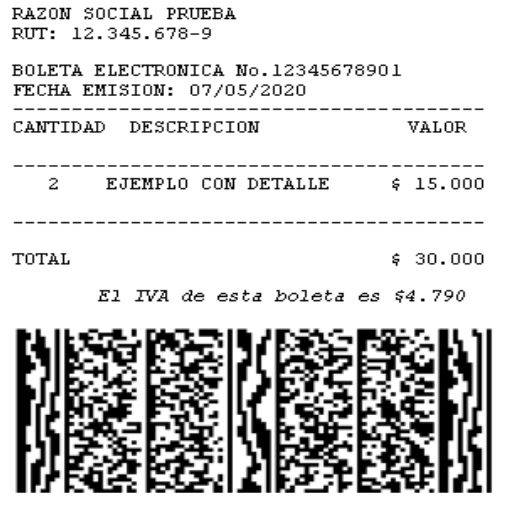 RAZON SOCIAL PRUEBA
RUT: 12.345.678-9
BOLETA ELECTRONICA No.12345678901
FECHA EMISION: 07/05/2020
----------------------------------------
CANTIDAD DESCRIPCION VALOR
----------------------------------------
2 EJEMPLO CON DETALLE $ 15.000
----------------------------------------
TOTAL $ 30.000
El IVA de esta boleta es $4.790